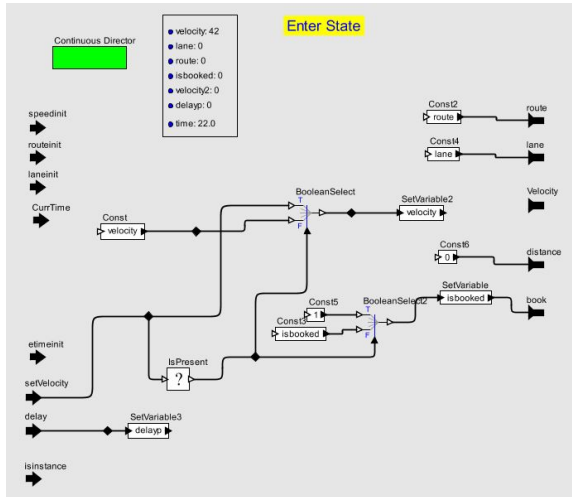 Enter State
Continuous Director
velocity: 42
lane: 0
route: 0
isbooked: 0
velocity2: 0
delayp: 0
time: 22.0
speedinit
routeinit
laneinit
CurrTime
Const
velocity
BooleanSelect
T
F
SetVariable2
velocity
Const2
route
route
Const4
lane
lane
Velocity
Const6
0
distance
SetVariable
isbooked
book
Const5
1
Const3
isbooked
BooleanSelect2
T
F
etimeinit
IsPresent
?
setVelocity
delay
SetVariable3
delayp
isinstance